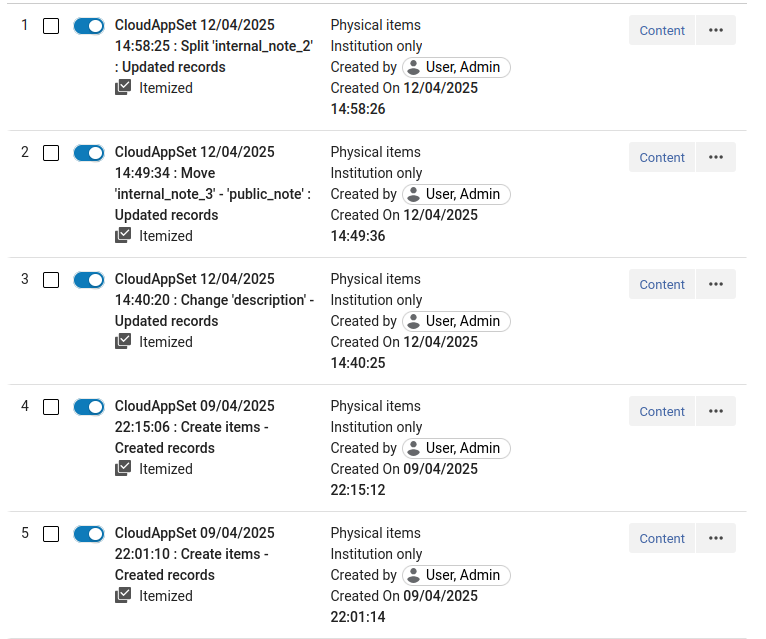 1
CloudAppSet 12/04/2025
14:58:25 : Split 'internal_note_2'
: Updated records
Itemized
Physical items
Institution only
Created by User, Admin
Created On 12/04/2025
14:58:26
Content
2
CloudAppSet 12/04/2025
14:49:34 : Move
'internal_note_3' - 'public_note' :
Updated records
Itemized
Physical items
Institution only
Created by User, Admin
Created On 12/04/2025
14:49:36
Content
3
CloudAppSet 12/04/2025
14:40:20 : Change 'description' -
Updated records
Itemized
Physical items
Institution only
Created by User, Admin
Created On 12/04/2025
14:40:25
Content
4
CloudAppSet 09/04/2025
22:15:06 : Create items -
Created records
Itemized
Physical items
Institution only
Created by User, Admin
Created On 09/04/2025
22:15:12
Content
5
CloudAppSet 09/04/2025
22:01:10 : Create items -
Created records
Itemized
Physical items
Institution only
Created by User, Admin
Created On 09/04/2025
22:01:14
Content